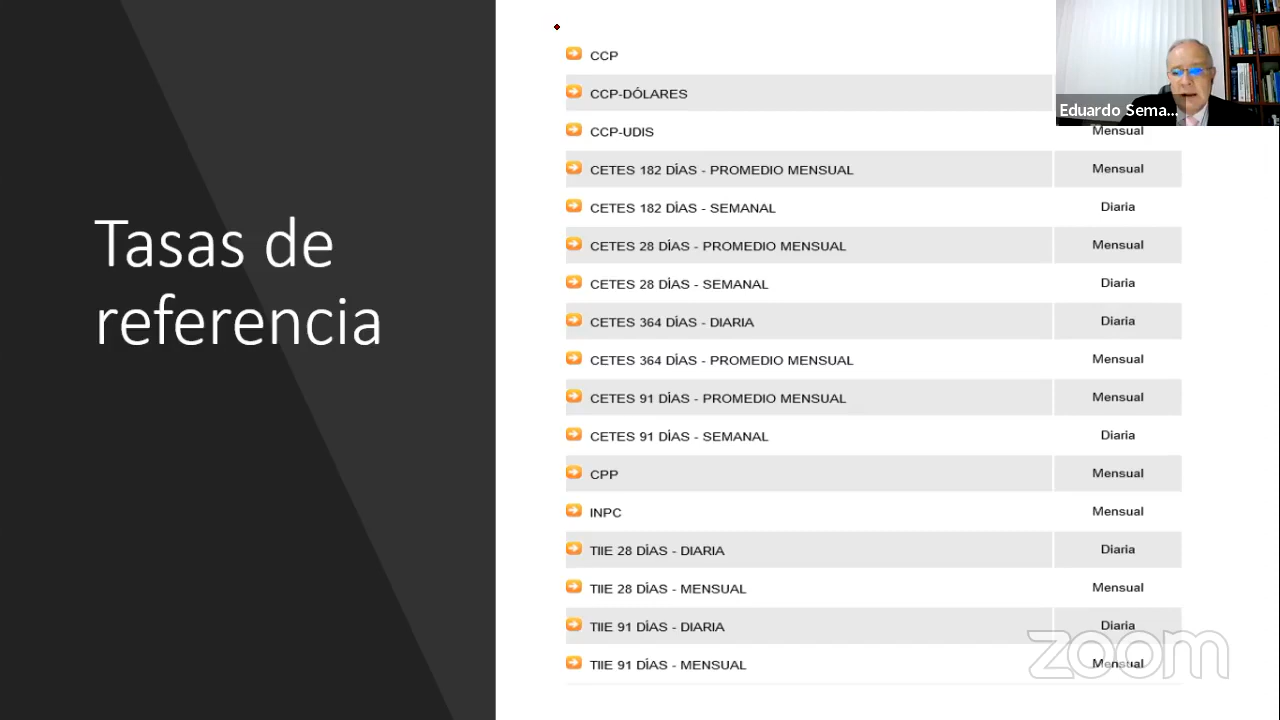 Tasas de
referencia
CCP
CCP-DÓLARES
CCP-UDIS Mensual
CETES 182 DÍAS - PROMEDIO MENSUAL Mensual
CETES 182 DÍAS - SEMANAL Diaria
CETES 28 DÍAS - PROMEDIO MENSUAL Mensual
CETES 28 DÍAS - SEMANAL Diaria
CETES 364 DÍAS - DIARIA Diaria
CETES 364 DÍAS - PROMEDIO MENSUAL Mensual
CETES 91 DÍAS - PROMEDIO MENSUAL Mensual
CETES 91 DÍAS - SEMANAL Diaria
CPP Mensual
INPC Mensual
TIIE 28 DÍAS - DIARIA Diaria
TIIE 28 DÍAS - MENSUAL Mensual
TIIE 91 DÍAS - DIARIA Diaria
TIIE 91 DÍAS - MENSUAL Mensual
Eduardo Sema...
zoom